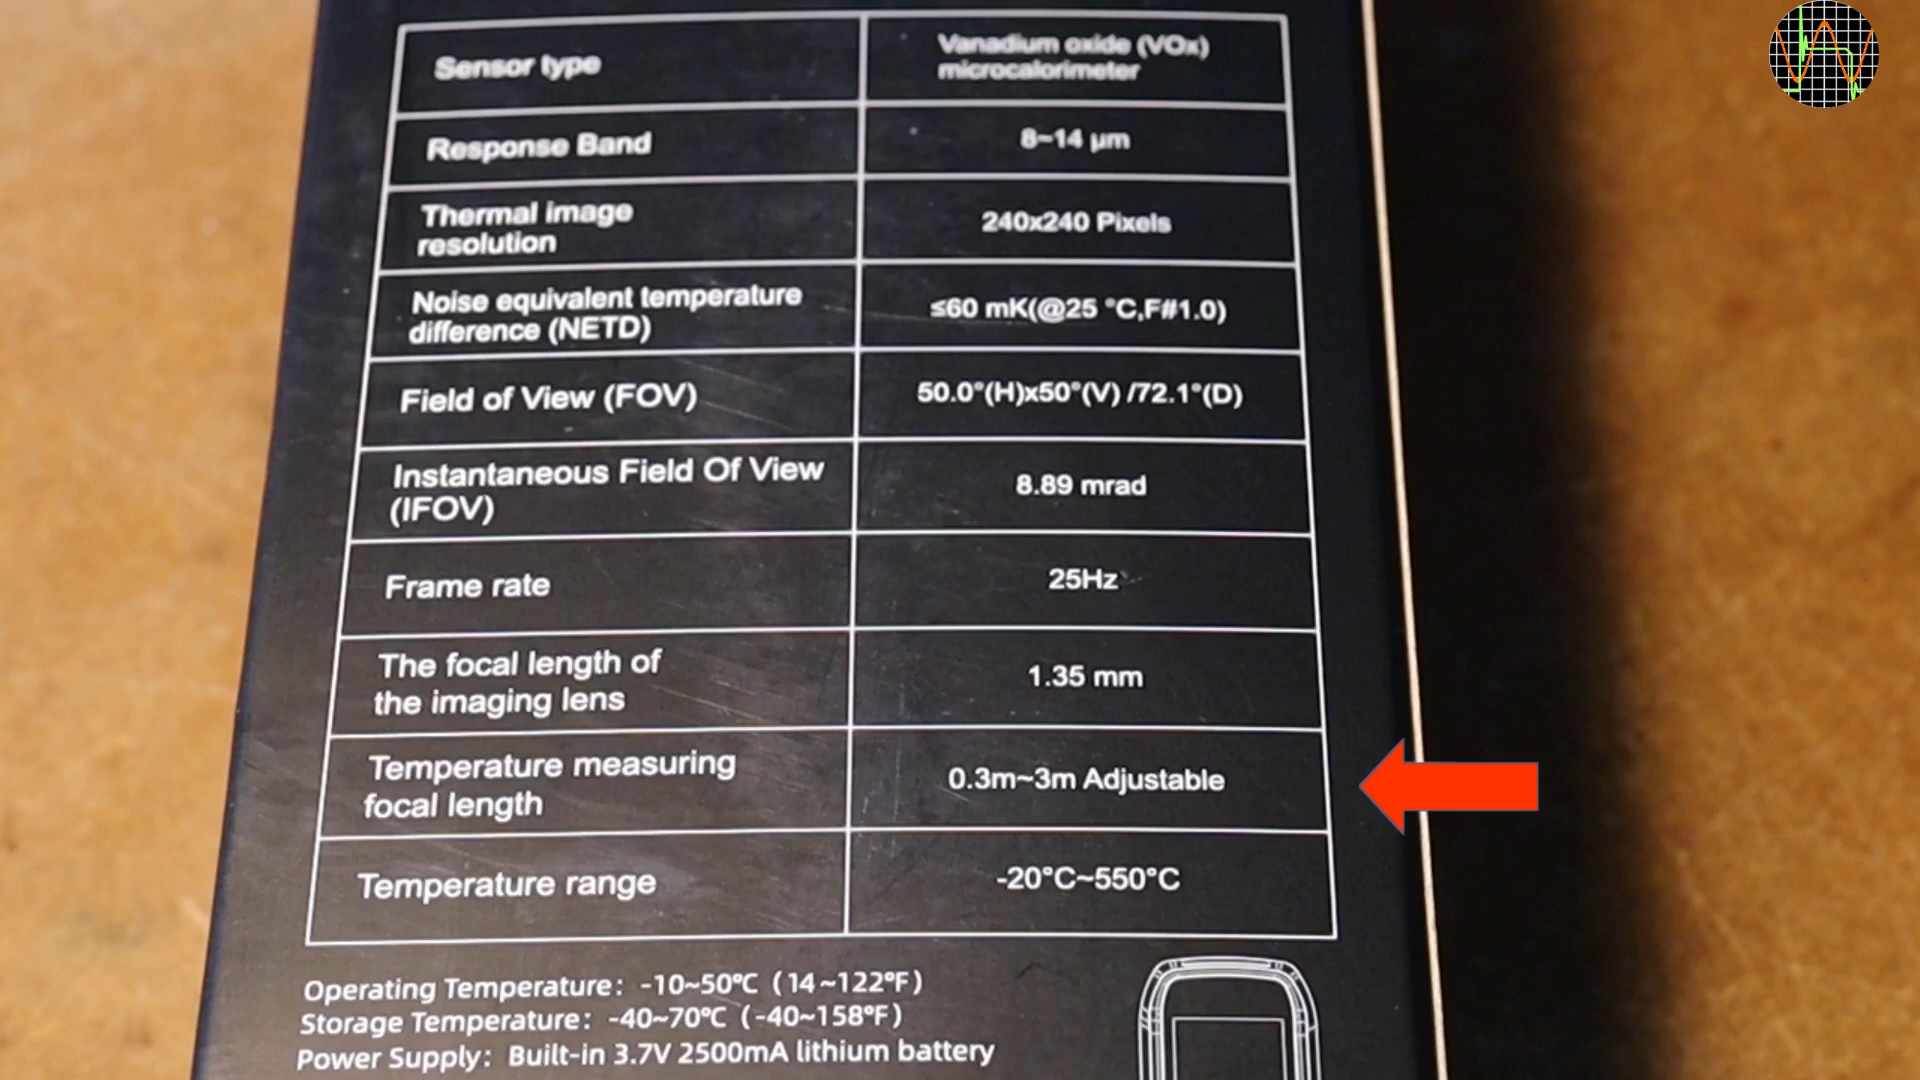 Sensor type
Vanadium oxide (VOx)
microcalorimeter
Response Band
8~14 μm
Thermal image
resolution
240x240 Pixels
Noise equivalent temperature
difference (NETD)
≤60 mK(@25 °C,F#1.0)
Field of View (FOV)
50.0°(H)x50°(V) /72.1°(D)
Instantaneous Field Of View
(IFOV)
8.89 mrad
Frame rate
25Hz
The focal length of
the imaging lens
1.35 mm
Temperature measuring
focal length
0.3m~3m Adjustable
Temperature range
-20°C~550°C
Operating Temperature: -10~50℃ (14~122℉)
Storage Temperature: -40~70℃ (-40~158℉)
Power Supply: Built-in 3.7V 2500mA lithium battery